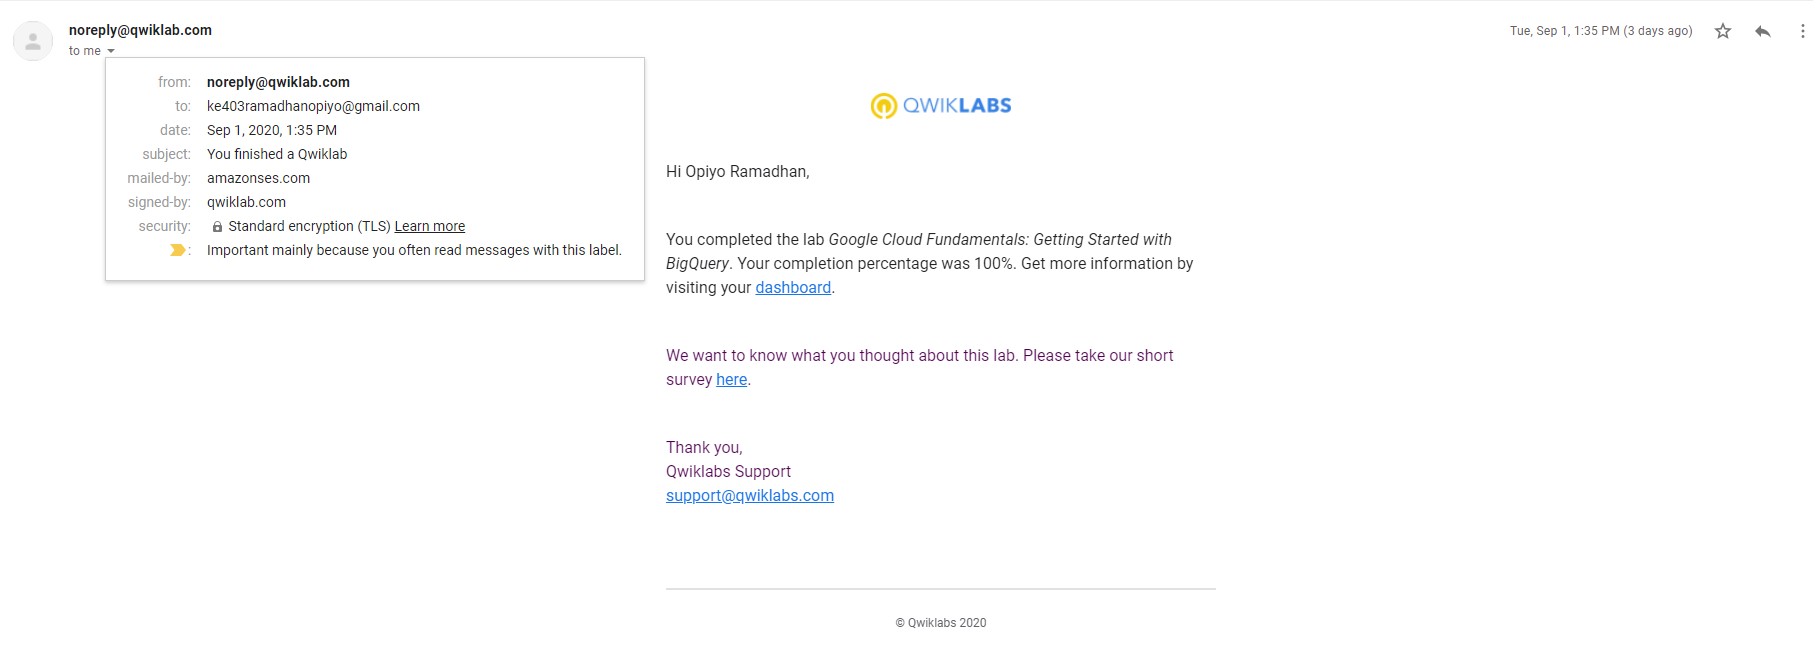 noreply@qwiklab.com
Tue, Sep 1, 1:35 PM (3 days ago)
to me
from: noreply@qwiklab.com
to: ke403ramadhanopiyo@gmail.com
date: Sep 1, 2020, 1:35 PM
subject: You finished a Qwiklab
mailed-by: amazonses.com
signed-by: qwiklab.com
security: Standard encryption (TLS) Learn more
: Important mainly because you often read messages with this label.
QWIKLABS
Hi Opiyo Ramadhan,
You completed the lab Google Cloud Fundamentals: Getting Started with
BigQuery. Your completion percentage was 100%. Get more information by
visiting your dashboard.
We want to know what you thought about this lab. Please take our short
survey here.
Thank you,
Qwiklabs Support
support@qwiklabs.com
© Qwiklabs 2020